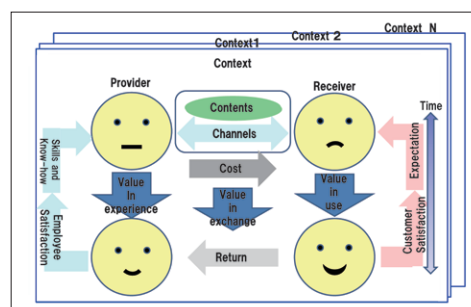 Context N
Context 2
Context1
Context
Provider
Receiver
Contents
Channels
Time
Skills and
Know-how
Expectation
Cost
Value
In
experience
Value
in
exchange
Value
in
use
Employee
Satisfaction
Customer
Satisfaction
Return